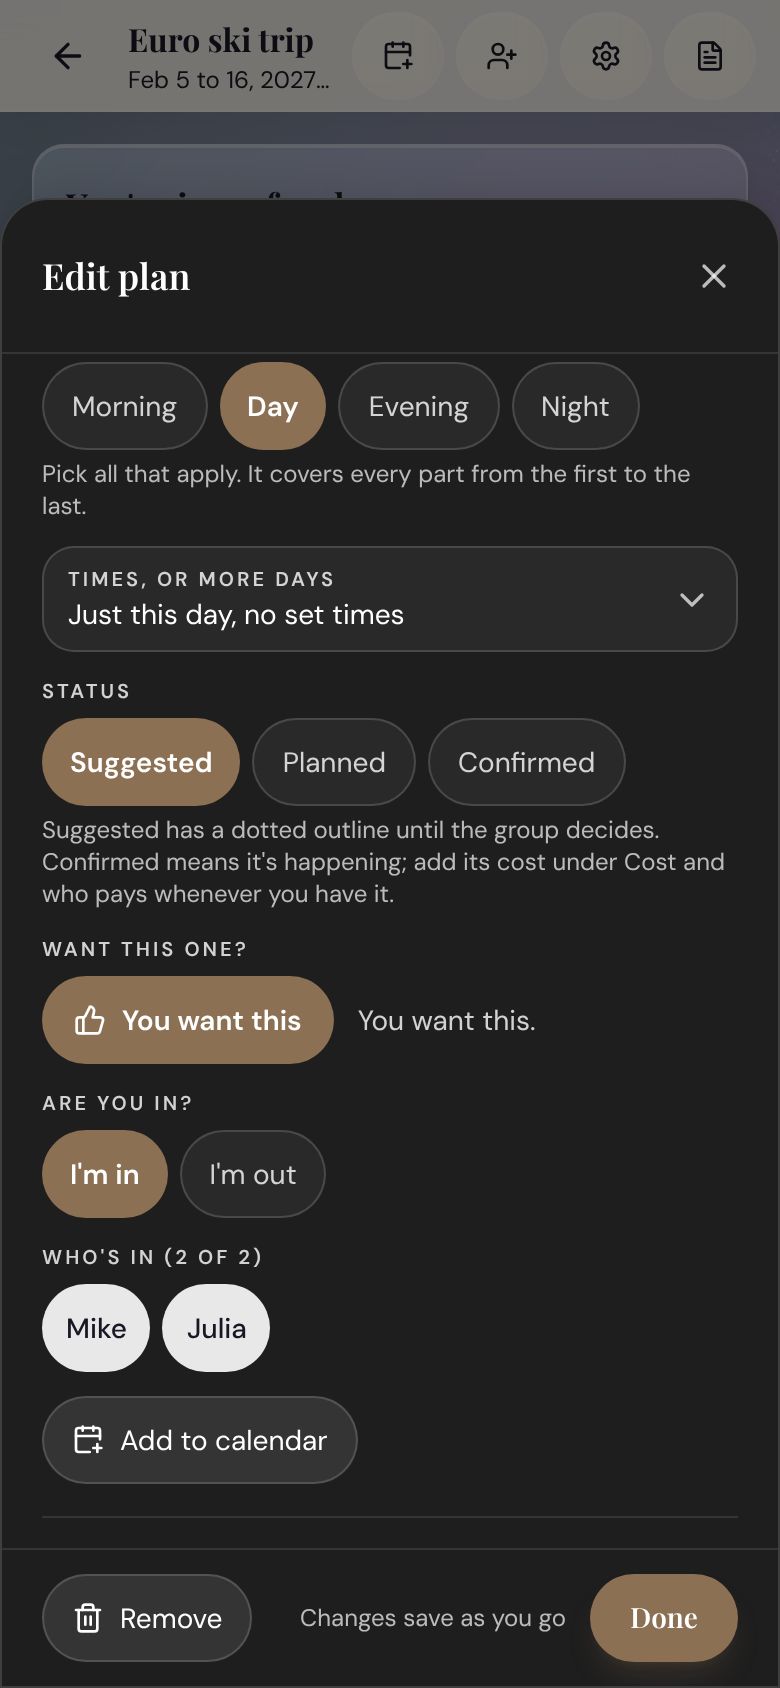 Euro ski trip
Feb 5 to 16, 2027...
Edit plan
Morning
Day
Evening
Night
Pick all that apply. It covers every part from the first to the
last.
TIMES, OR MORE DAYS
Just this day, no set times
STATUS
Suggested
Planned
Confirmed
Suggested has a dotted outline until the group decides.
Confirmed means it's happening; add its cost under Cost and
who pays whenever you have it.
WANT THIS ONE?
You want this
You want this.
ARE YOU IN?
I'm in
I'm out
WHO'S IN (2 OF 2)
Mike
Julia
Add to calendar
Remove
Changes save as you go
Done